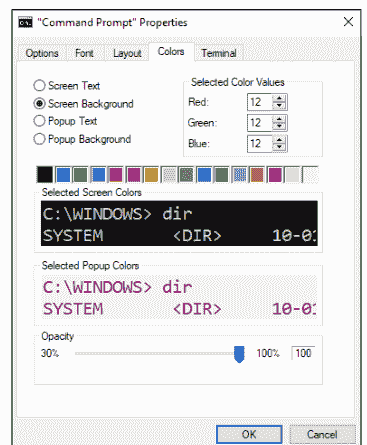 "Command Prompt" Properties
Options Font Layout Colors Terminal
Screen Text
Screen Background
Popup Text
Popup Background
Selected Color Values
Red: 12
Green: 12
Blue: 12
Selected Screen Colors
C:\WINDOWS> dir
SYSTEM <DIR> 10-01
Selected Popup Colors
C:\WINDOWS> dir
SYSTEM <DIR> 10-01
Opacity
30% 100% 100
OK Cancel